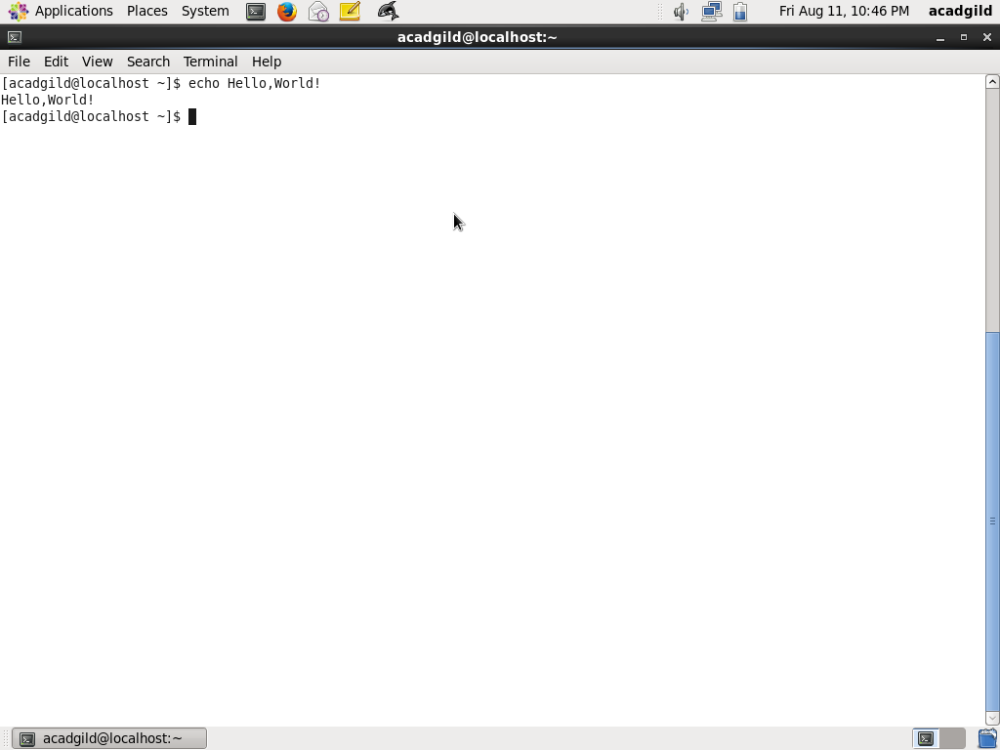 Applications Places System Fri Aug 11, 10:46 PM acadgild
acadgild@localhost:~
File Edit View Search Terminal Help
[acadgild@localhost ~]$ echo Hello,World!
Hello,World!
[acadgild@localhost ~]$
acadgild@localhost:~